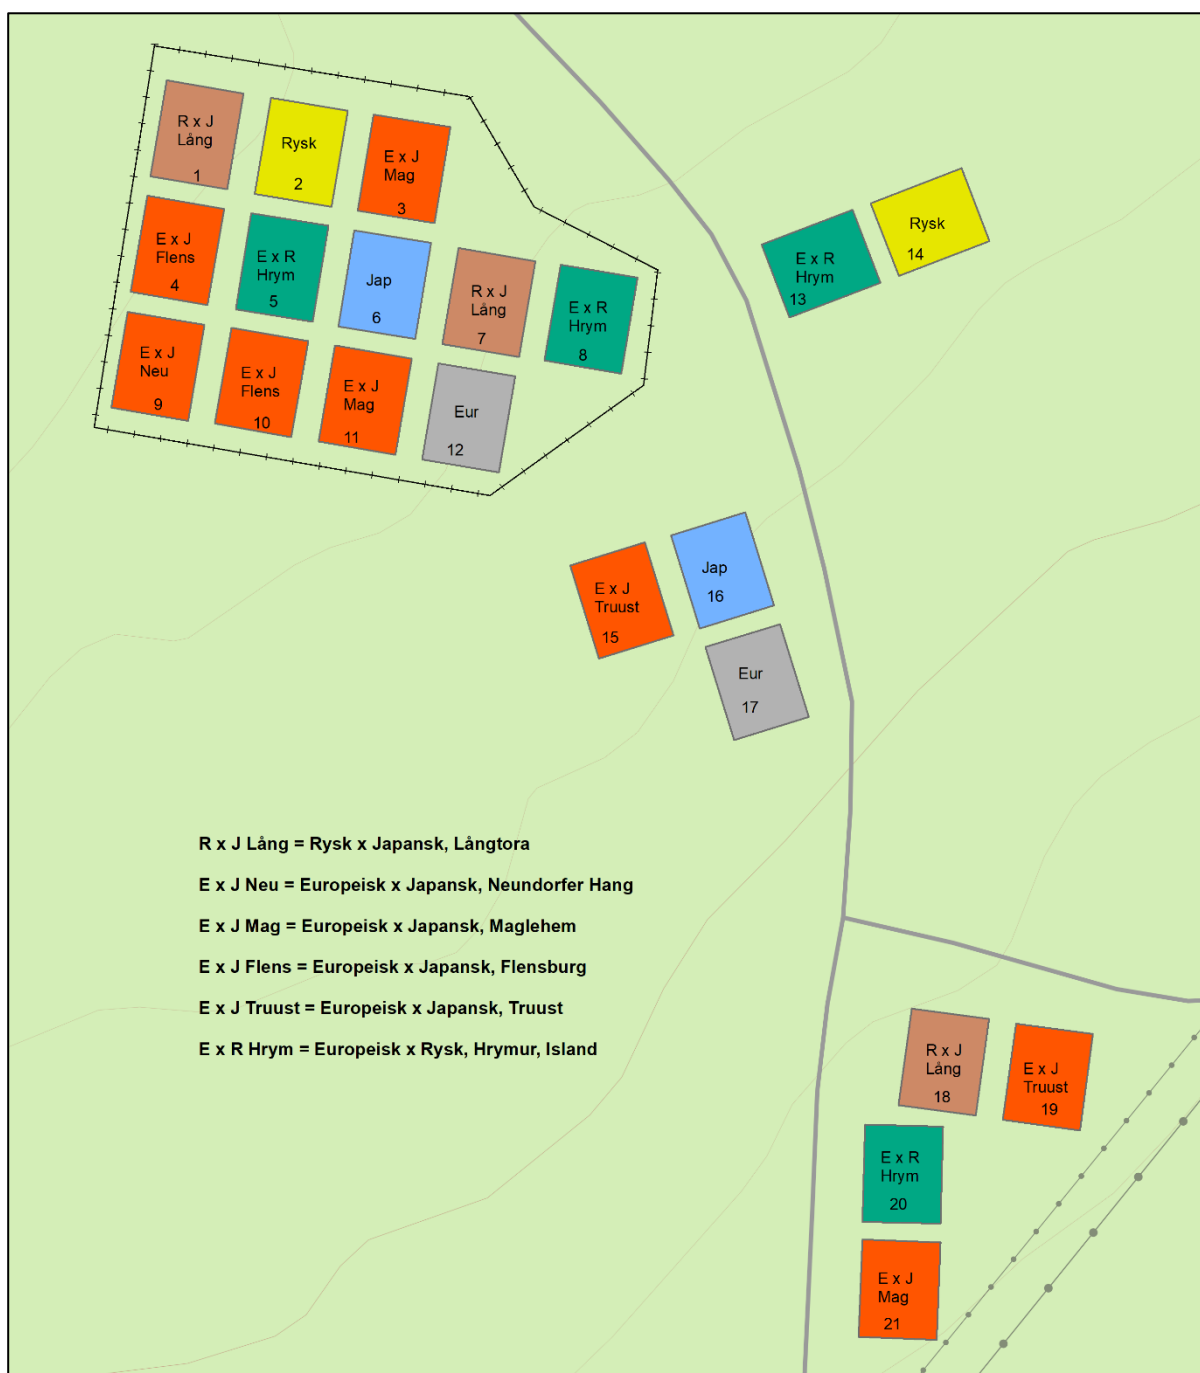 R x J
Lång
1
Rysk
2
E x J
Mag
3
E x J
Flens
4
E x R
Hrym
5
Jap
6
R x J
Lång
7
E x R
Hrym
8
E x J
Neu
9
E x J
Flens
10
E x J
Mag
11
Eur
12
E x R
Hrym
13
Rysk
14
E x J
Truust
15
Jap
16
Eur
17
R x J Lång = Rysk x Japansk, Långtora
E x J Neu = Europeisk x Japansk, Neundorfer Hang
E x J Mag = Europeisk x Japansk, Maglehem
E x J Flens = Europeisk x Japansk, Flensburg
E x J Truust = Europeisk x Japansk, Truust
E x R Hrym = Europeisk x Rysk, Hrymur, Island
R x J
Lång
18
E x J
Truust
19
E x R
Hrym
20
E x J
Mag
21